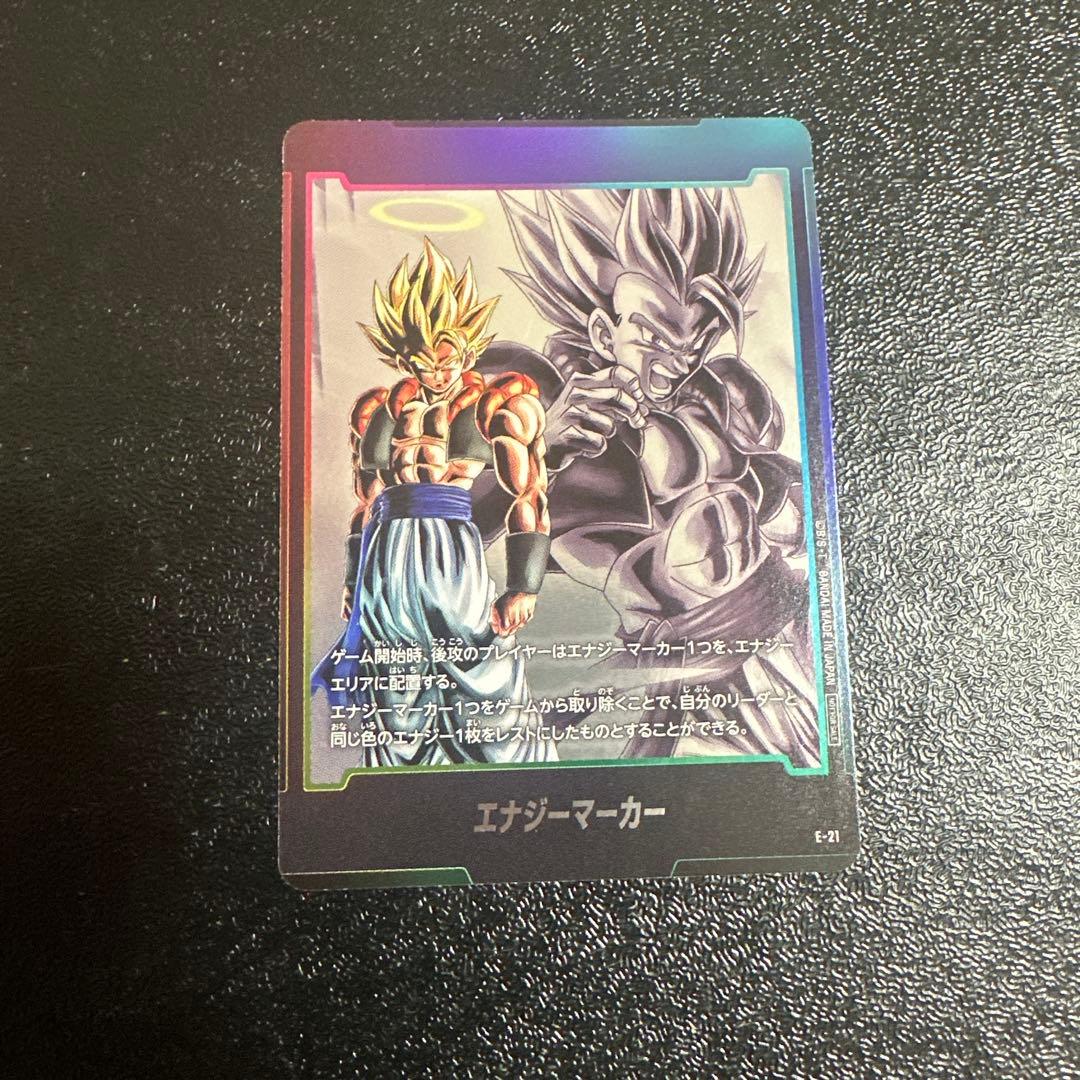 ゲーム開始時、後攻のプレイヤーはエナジーマーカー1つを、エナジー
エリアに配置する。
エナジーマーカー1つをゲームから取り除くことで、自分のリーダーと
同じ色のエナジー1枚をレストにしたものとすることができる。
エナジーマーカー
E-21
©B/S・T BANDAI MADE IN JAPAN NOT FOR SALE